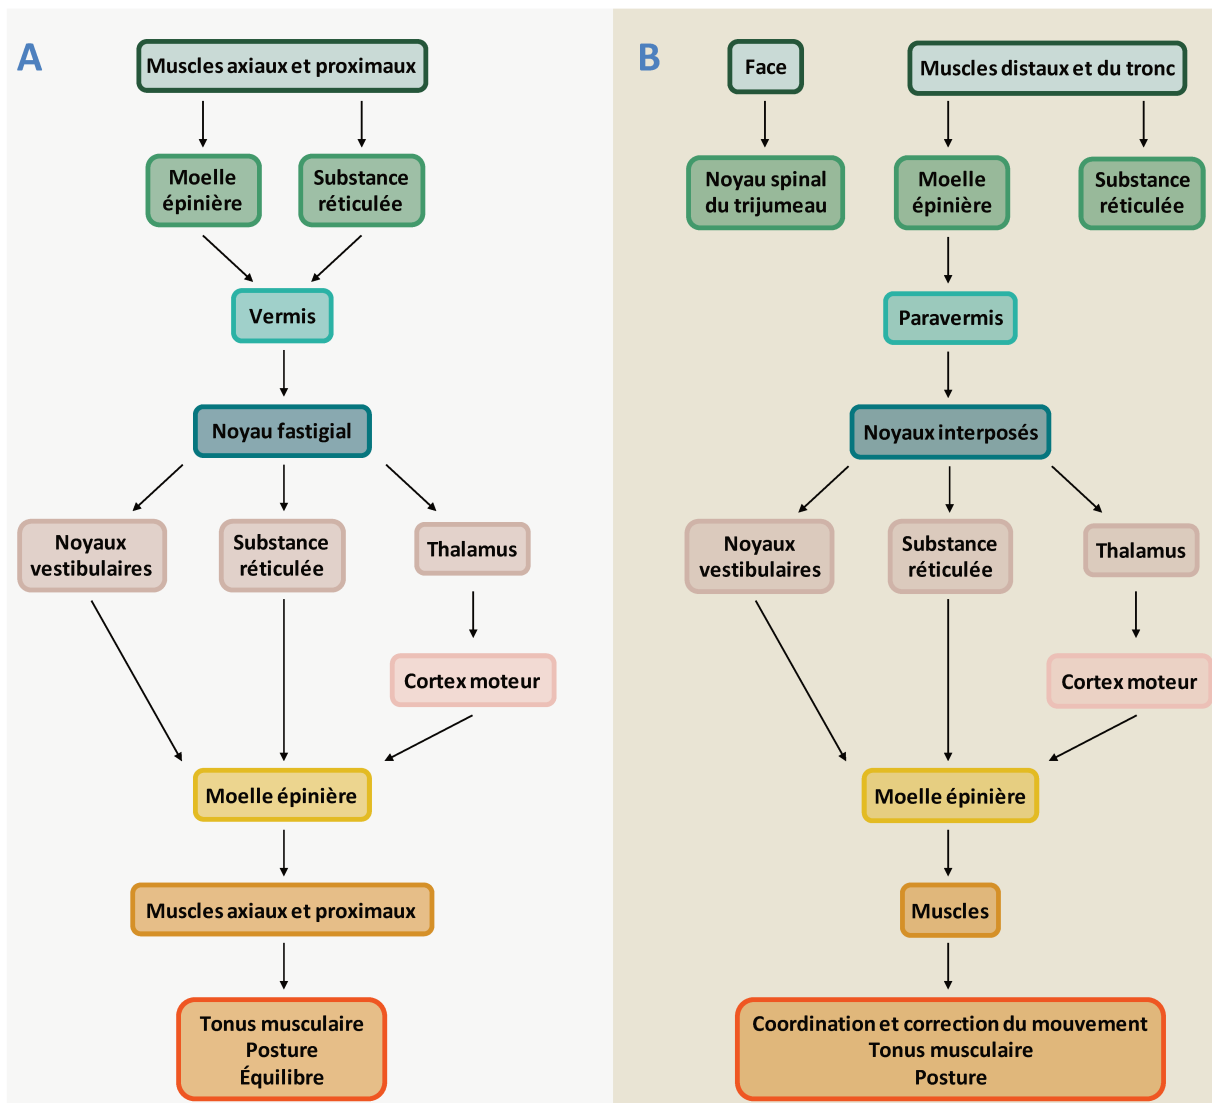 A
Muscles axiaux et proximaux
Moelle
épinière
Substance
réticulée
Vermis
Noyau fastigial
Noyaux
vestibulaires
Substance
réticulée
Thalamus
Cortex moteur
Moelle épinière
Muscles axiaux et proximaux
Tonus musculaire
Posture
Équilibre
B
Face
Muscles distaux et du tronc
Noyau spinal
du trijumeau
Moelle
épinière
Substance
réticulée
Paravermis
Noyaux interposés
Noyaux
vestibulaires
Substance
réticulée
Thalamus
Cortex moteur
Moelle épinière
Muscles
Coordination et correction du mouvement
Tonus musculaire
Posture